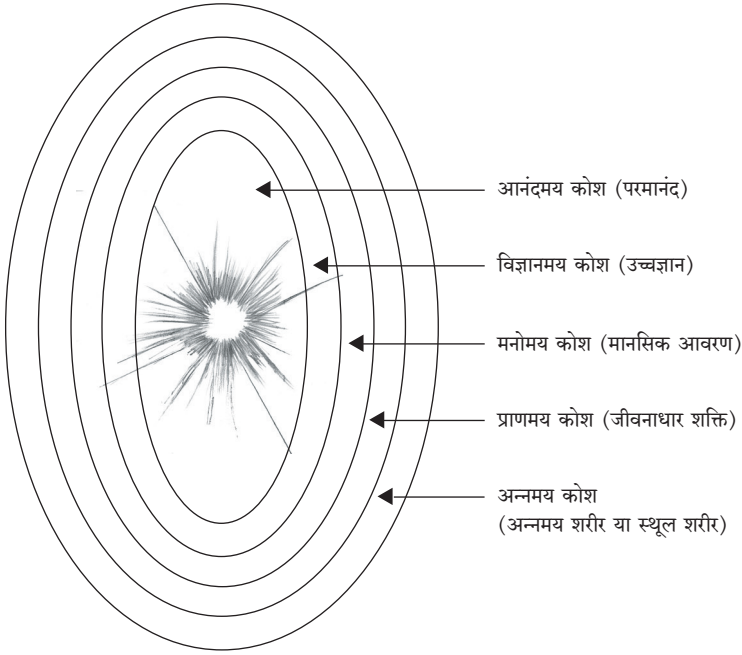 आनंदमय कोश (परमानंद)
विज्ञानमय कोश (उच्चज्ञान)
मनोमय कोश (मानसिक आवरण)
प्राणमय कोश (जीवनाधार शक्ति)
अन्नमय कोश
(अन्नमय शरीर या स्थूल शरीर)